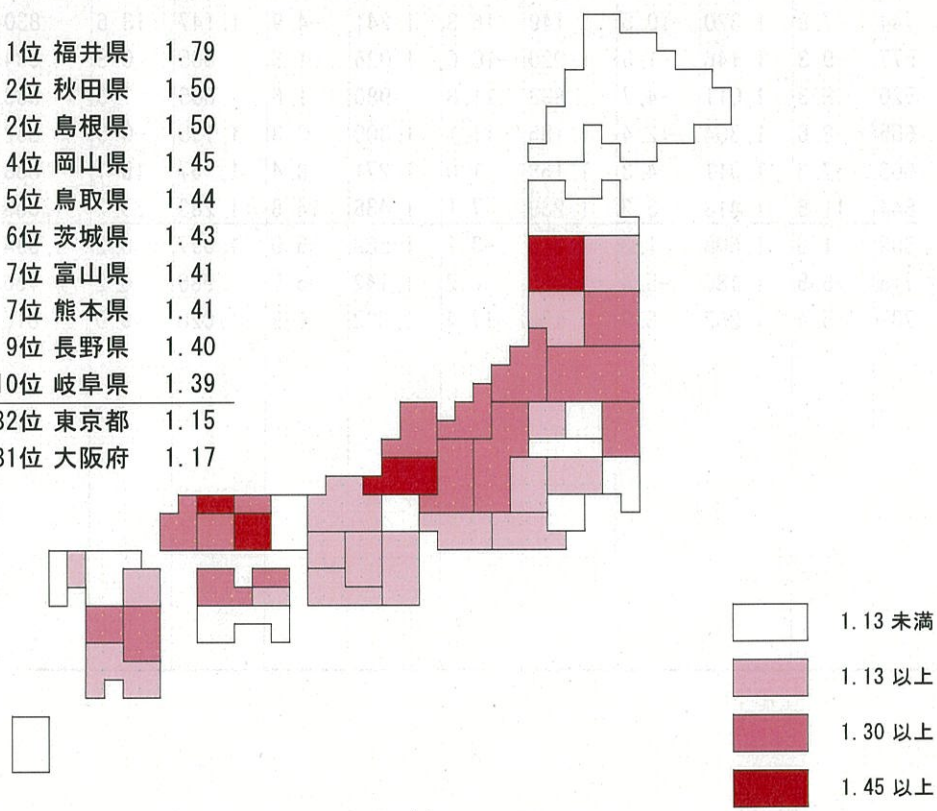 1位 福井県 1.79
2位 秋田県 1.50
2位 島根県 1.50
4位 岡山県 1.45
5位 鳥取県 1.44
6位 茨城県 1.43
7位 富山県 1.41
7位 熊本県 1.41
9位 長野県 1.40
10位 岐阜県 1.39
32位 東京都 1.15
31位 大阪府 1.17
1.13 未満
1.13 以上
1.30 以上
1.45 以上